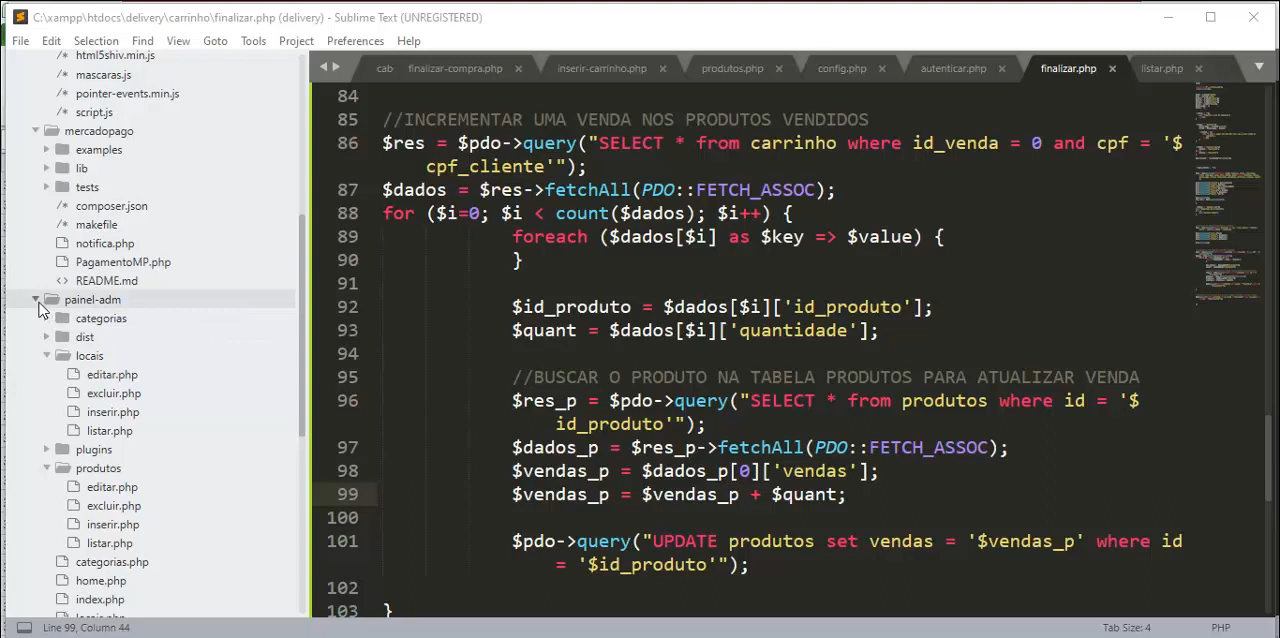 C:\xampp\htdocs\delivery\carrinho\finalizar.php (delivery) - Sublime Text (UNREGISTERED)
File Edit Selection Find View Goto Tools Project Preferences Help
cab finalizar-compra.php × inserir-carrinho.php × produtos.php × config.php × autenticar.php × finalizar.php × listar.php ×
/* html5shiv.min.js
/* mascaras.js
/* pointer-events.min.js
/* script.js
mercadopago
examples
lib
tests
/* composer.json
/* makefile
notifica.php
PagamentoMP.php
<> README.md
painel-adm
categorias
dist
locais
editar.php
excluir.php
inserir.php
listar.php
plugins
produtos
editar.php
excluir.php
inserir.php
listar.php
categorias.php
home.php
index.php
locais.php
84
85 //INCREMENTAR UMA VENDA NOS PRODUTOS VENDIDOS
86 $res = $pdo->query("SELECT * from carrinho where id_venda = 0 and cpf = '$
cpf_cliente'");
87 $dados = $res->fetchAll(PDO::FETCH_ASSOC);
88 for ($i=0; $i < count($dados); $i++) {
89 foreach ($dados[$i] as $key => $value) {
90 }
91
92 $id_produto = $dados[$i]['id_produto'];
93 $quant = $dados[$i]['quantidade'];
94
95 //BUSCAR O PRODUTO NA TABELA PRODUTOS PARA ATUALIZAR VENDA
96 $res_p = $pdo->query("SELECT * from produtos where id = '$
id_produto'");
97 $dados_p = $res_p->fetchAll(PDO::FETCH_ASSOC);
98 $vendas_p = $dados_p[0]['vendas'];
99 $vendas_p = $vendas_p + $quant;
100
101 $pdo->query("UPDATE produtos set vendas = '$vendas_p' where id
= '$id_produto'");
102
103 }
Line 99, Column 44 Tab Size: 4 PHP